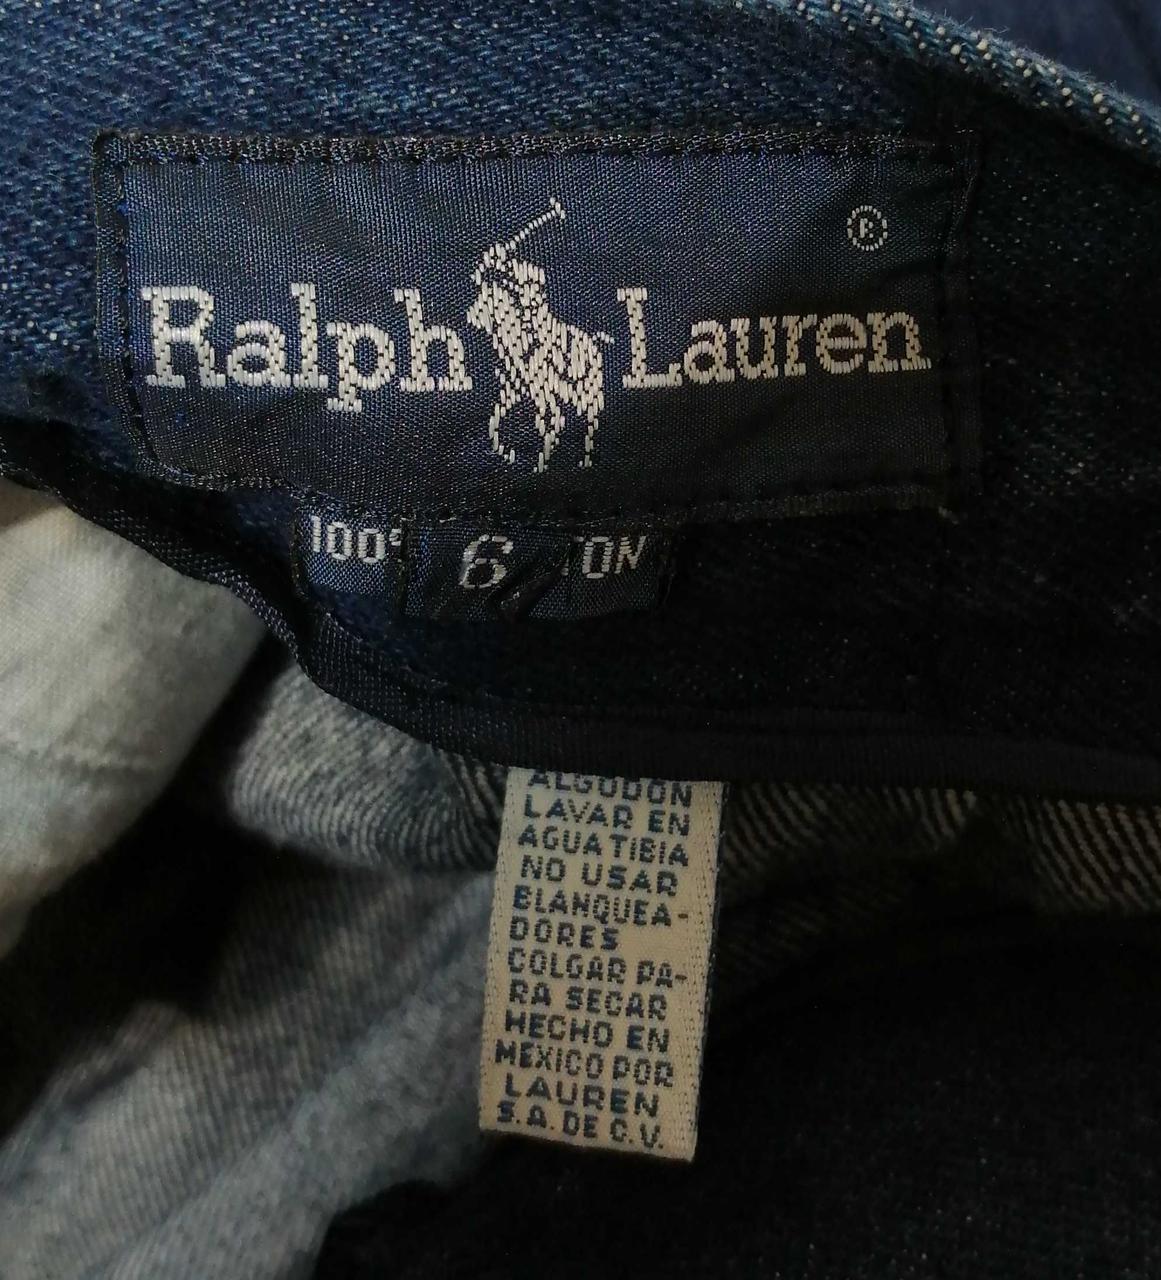 Ralph Lauren ®
100% 6 TON
ALGODON
LAVAR EN
AGUA TIBIA
NO USAR
BLANQUEA-
DORES
COLGAR PA-
RA SECAR
HECHO EN
MEXICO POR
LAUREN
S.A. DE C.V.